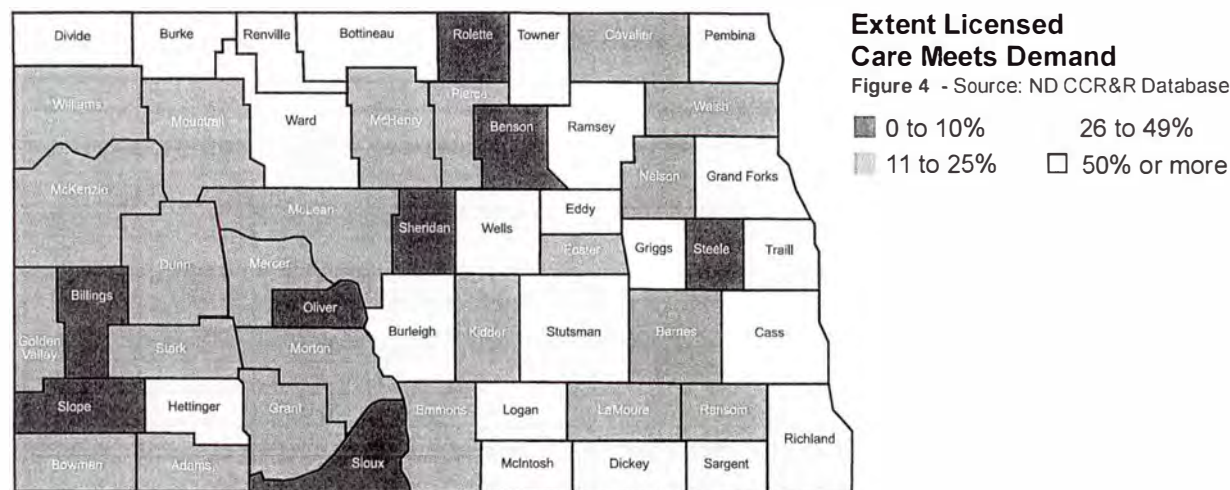 Extent Licensed
Care Meets Demand
Figure 4 - Source: ND CCR&R Database
0 to 10% 26 to 49%
11 to 25% 50% or more
Divide Burke Renville Bottineau Rolette Towner Cavalier Pembina
Williams Mountrail Ward McHenry Pierce Benson Ramsey Walsh
McKenzie McLean Sheridan Wells Eddy Nelson Grand Forks
Dunn Mercer Foster Griggs Steele Traill
Billings Oliver Burleigh Kidder Stutsman Barnes Cass
Golden
Valley
Stark Morton
Slope Hettinger Grant Emmons Logan LaMoure Ransom Richland
Bowman Adams Sioux McIntosh Dickey Sargent